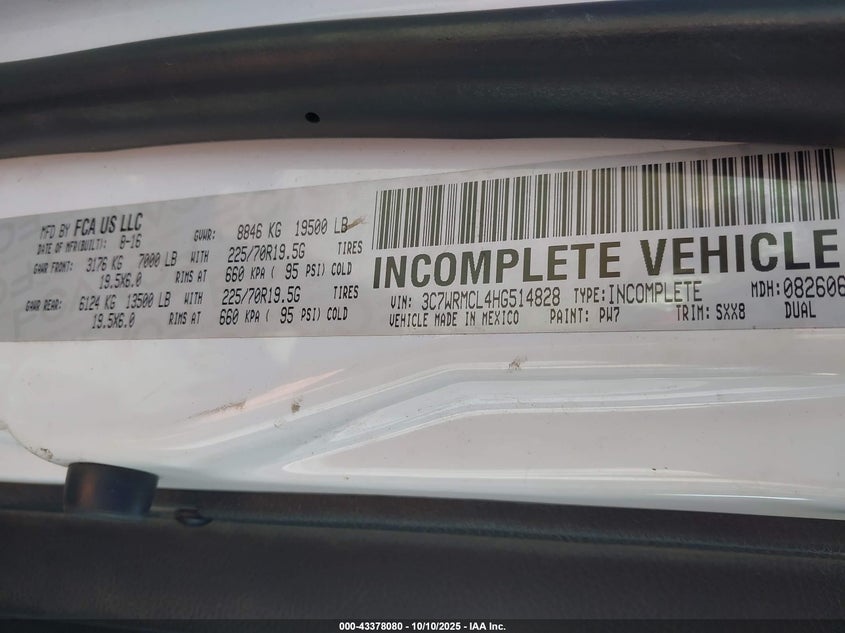 MFD BY FCA US LLC
DATE OF MFR(BUILT): 8-16 GVWR: 8846 KG 19500 LB
GAWR FRONT: 3176 KG 7000 LB WITH 225/70R19.5G TIRES
19.5X6.0 RIMS AT 660 KPA ( 95 PSI) COLD
GAWR REAR: 6124 KG 13500 LB WITH 225/70R19.5G TIRES
19.5X6.0 RIMS AT 660 KPA ( 95 PSI) COLD
INCOMPLETE VEHICLE
VIN: 3C7WRMCL4HG514828 TYPE: INCOMPLETE MDH: 082606
VEHICLE MADE IN MEXICO PAINT: PW7 TRIM: SXX8 DUAL
000-43378080 - 10/10/2025 - IAA Inc.